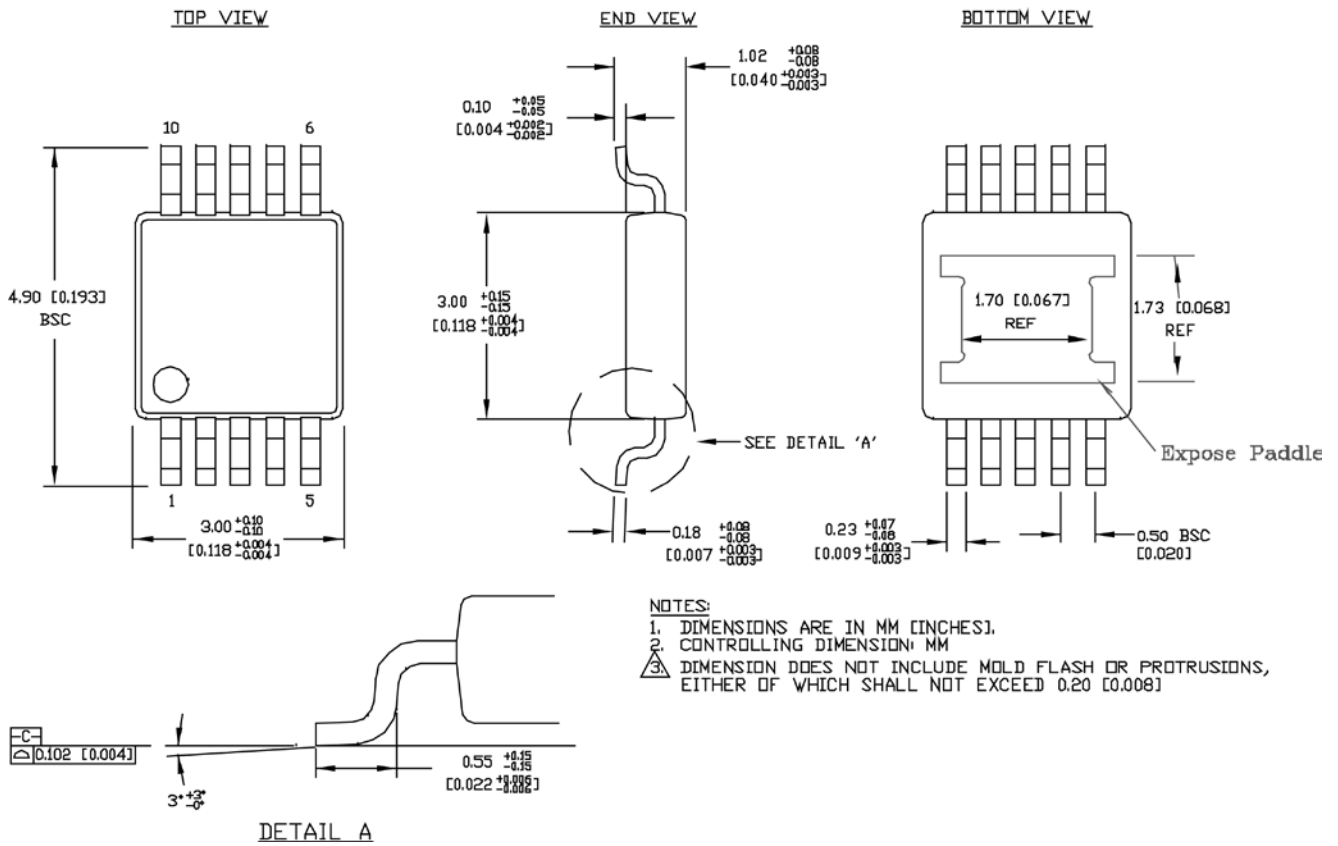 TOP VIEW
END VIEW
BOTTOM VIEW
10
6
4.90 [0.193]
BSC
1
5
3.00 +0.10 -0.10
[0.118 +0.004 -0.004]
1.02 +0.08 -0.08
[0.040 +0.003 -0.003]
0.10 +0.05 -0.05
[0.004 +0.002 -0.002]
3.00 +0.15 -0.15
[0.118 +0.004 -0.004]
SEE DETAIL 'A'
0.18 +0.08 -0.08
[0.007 +0.003 -0.003]
1.70 [0.067]
REF
1.73 [0.068]
REF
Expose Paddle
0.23 +0.07 -0.08
[0.009 +0.003 -0.003]
0.50 BSC
[0.020]
NOTES:
1. DIMENSIONS ARE IN MM [INCHES].
2. CONTROLLING DIMENSION: MM
3. DIMENSION DOES NOT INCLUDE MOLD FLASH OR PROTRUSIONS,
EITHER OF WHICH SHALL NOT EXCEED 0.20 [0.008]
-C-
0.102 [0.004]
3° +3° -0°
0.55 +0.15 -0.15
[0.022 +0.006 -0.006]
DETAIL A